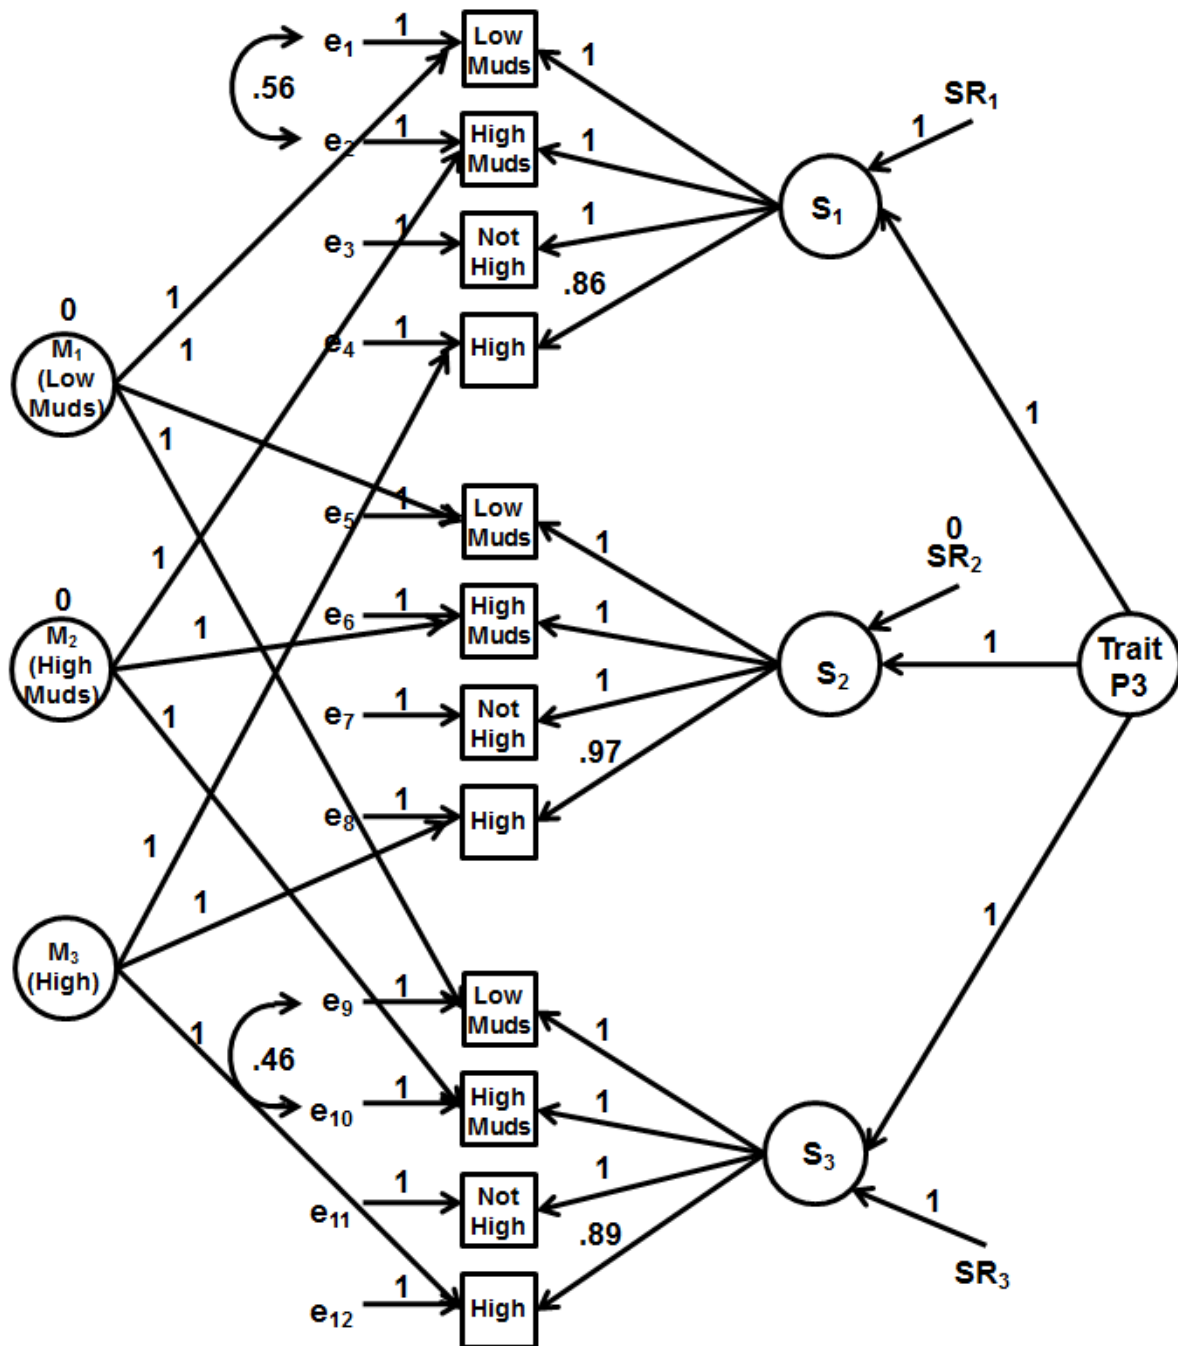 e1 1 Low
Muds
.56
e2 1 High
Muds
e3 1 Not
High
e4 1 High
1
1
1
.86
S1
1
SR1
0
M1
(Low
Muds)
1
1
1
e5 1 Low
Muds
e6 1 High
Muds
e7 1 Not
High
e8 1 High
1
1
1
.97
S2
0
SR2
1
1
Trait
P3
1
0
M2
(High
Muds)
1
1
1
M3
(High)
1
1
1
e9 1 Low
Muds
.46
e10 1 High
Muds
e11 1 Not
High
e12 1 High
1
1
1
.89
S3
1
SR3